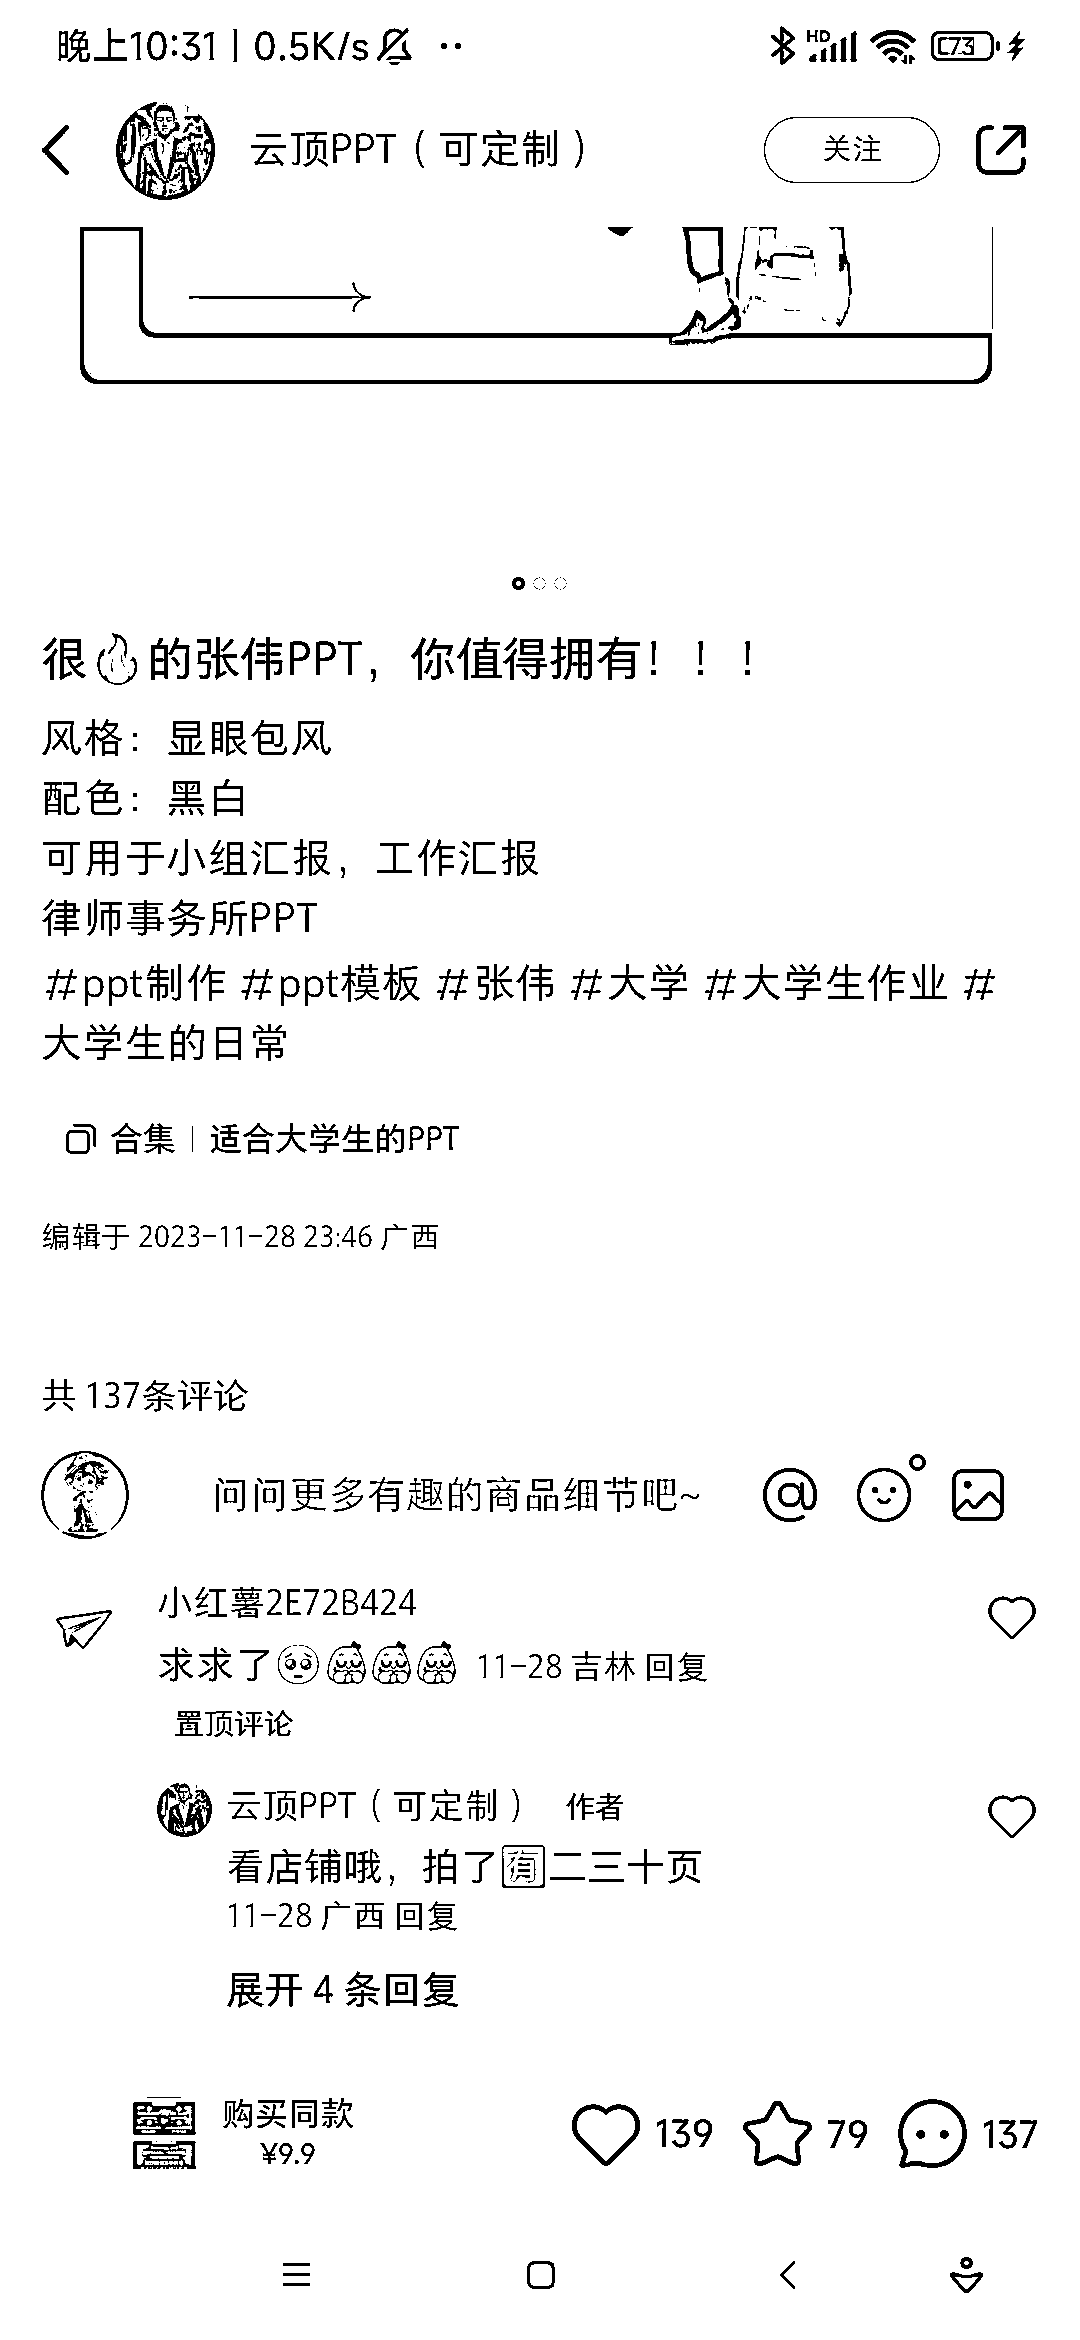 晚上10:31 | 0.5K/s ··
HD 73
云顶PPT（可定制） 关注
很🔥的张伟PPT，你值得拥有！！！
风格：显眼包风
配色：黑白
可用于小组汇报，工作汇报
律师事务所PPT
#ppt制作 #ppt模板 #张伟 #大学 #大学生作业 #
大学生的日常
合集 | 适合大学生的PPT
编辑于 2023-11-28 23:46 广西
共 137条评论
问问更多有趣的商品细节吧~
小红薯2E72B424
求求了 11-28 吉林 回复
置顶评论
云顶PPT（可定制） 作者
看店铺哦，拍了🈶二三十页
11-28 广西 回复
展开 4 条回复
购买同款
¥9.9
139 79 137